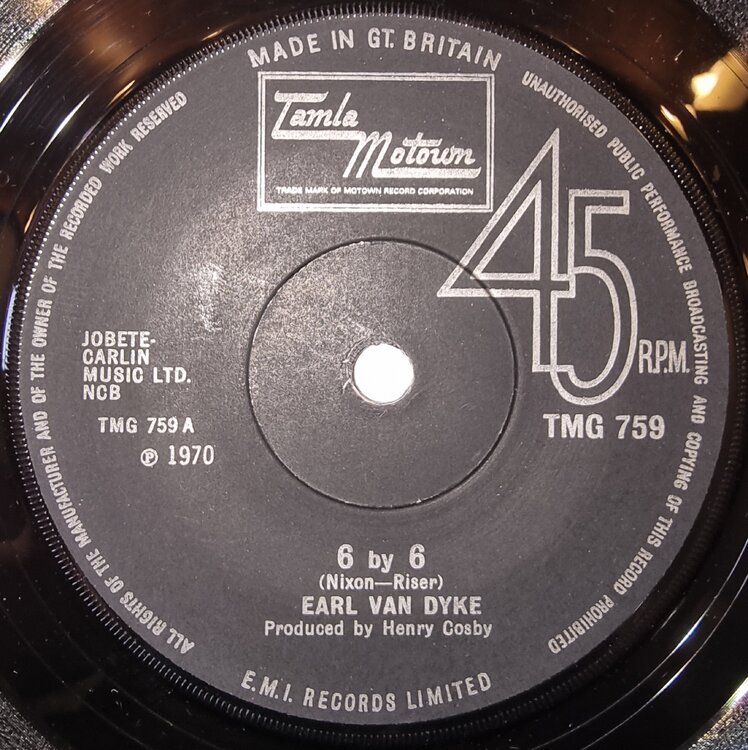 MADE IN GT. BRITAIN
UNAUTHORISED PUBLIC PERFORMANCE BROADCASTING AND COPYING OF THIS RECORD PROHIBITED
ALL RIGHTS OF THE MANUFACTURER AND OF THE OWNER OF THE RECORDED WORK RESERVED
Tamla
Motown
TRADE MARK OF MOTOWN RECORD CORPORATION
45
R.P.M.
JOBETE-
CARLIN
MUSIC LTD.
NCB
TMG 759 A
℗ 1970
TMG 759
6 by 6
(Nixon—Riser)
EARL VAN DYKE
Produced by Henry Cosby
E.M.I. RECORDS LIMITED